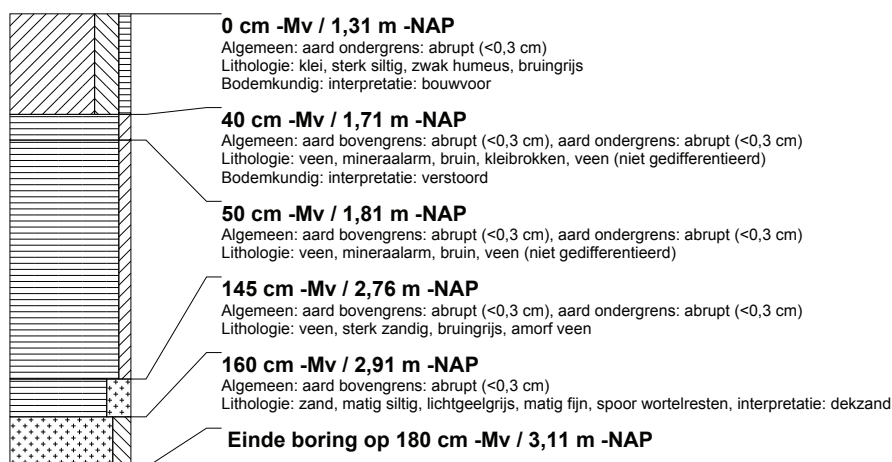 0 cm -Mv / 1,31 m -NAP
Algemeen: aard ondergrens: abrupt (<0,3 cm)
Lithologie: klei, sterk siltig, zwak humeus, bruingrijs
Bodemkundig: interpretatie: bouwvoor
40 cm -Mv / 1,71 m -NAP
Algemeen: aard bovengrens: abrupt (<0,3 cm), aard ondergrens: abrupt (<0,3 cm)
Lithologie: veen, mineraalarm, bruin, kleibrokken, veen (niet gedifferentieerd)
Bodemkundig: interpretatie: verstoord
50 cm -Mv / 1,81 m -NAP
Algemeen: aard bovengrens: abrupt (<0,3 cm), aard ondergrens: abrupt (<0,3 cm)
Lithologie: veen, mineraalarm, bruin, veen (niet gedifferentieerd)
145 cm -Mv / 2,76 m -NAP
Algemeen: aard bovengrens: abrupt (<0,3 cm), aard ondergrens: abrupt (<0,3 cm)
Lithologie: veen, sterk zandig, bruingrijs, amorf veen
160 cm -Mv / 2,91 m -NAP
Algemeen: aard bovengrens: abrupt (<0,3 cm)
Lithologie: zand, matig siltig, lichtgeelgrijs, matig fijn, spoor wortelresten, interpretatie: dekzand
Einde boring op 180 cm -Mv / 3,11 m -NAP